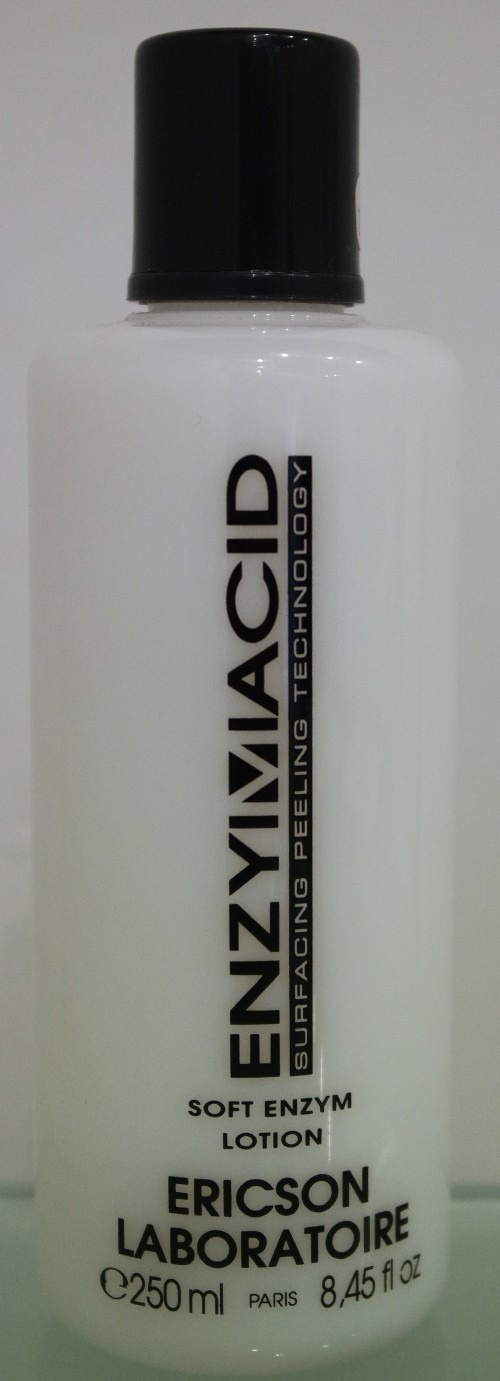 ENZYMACID
SURFACING PEELING TECHNOLOGY
SOFT ENZYM
LOTION
ERICSON
LABORATOIRE
℮250 ml PARIS 8,45 fl oz